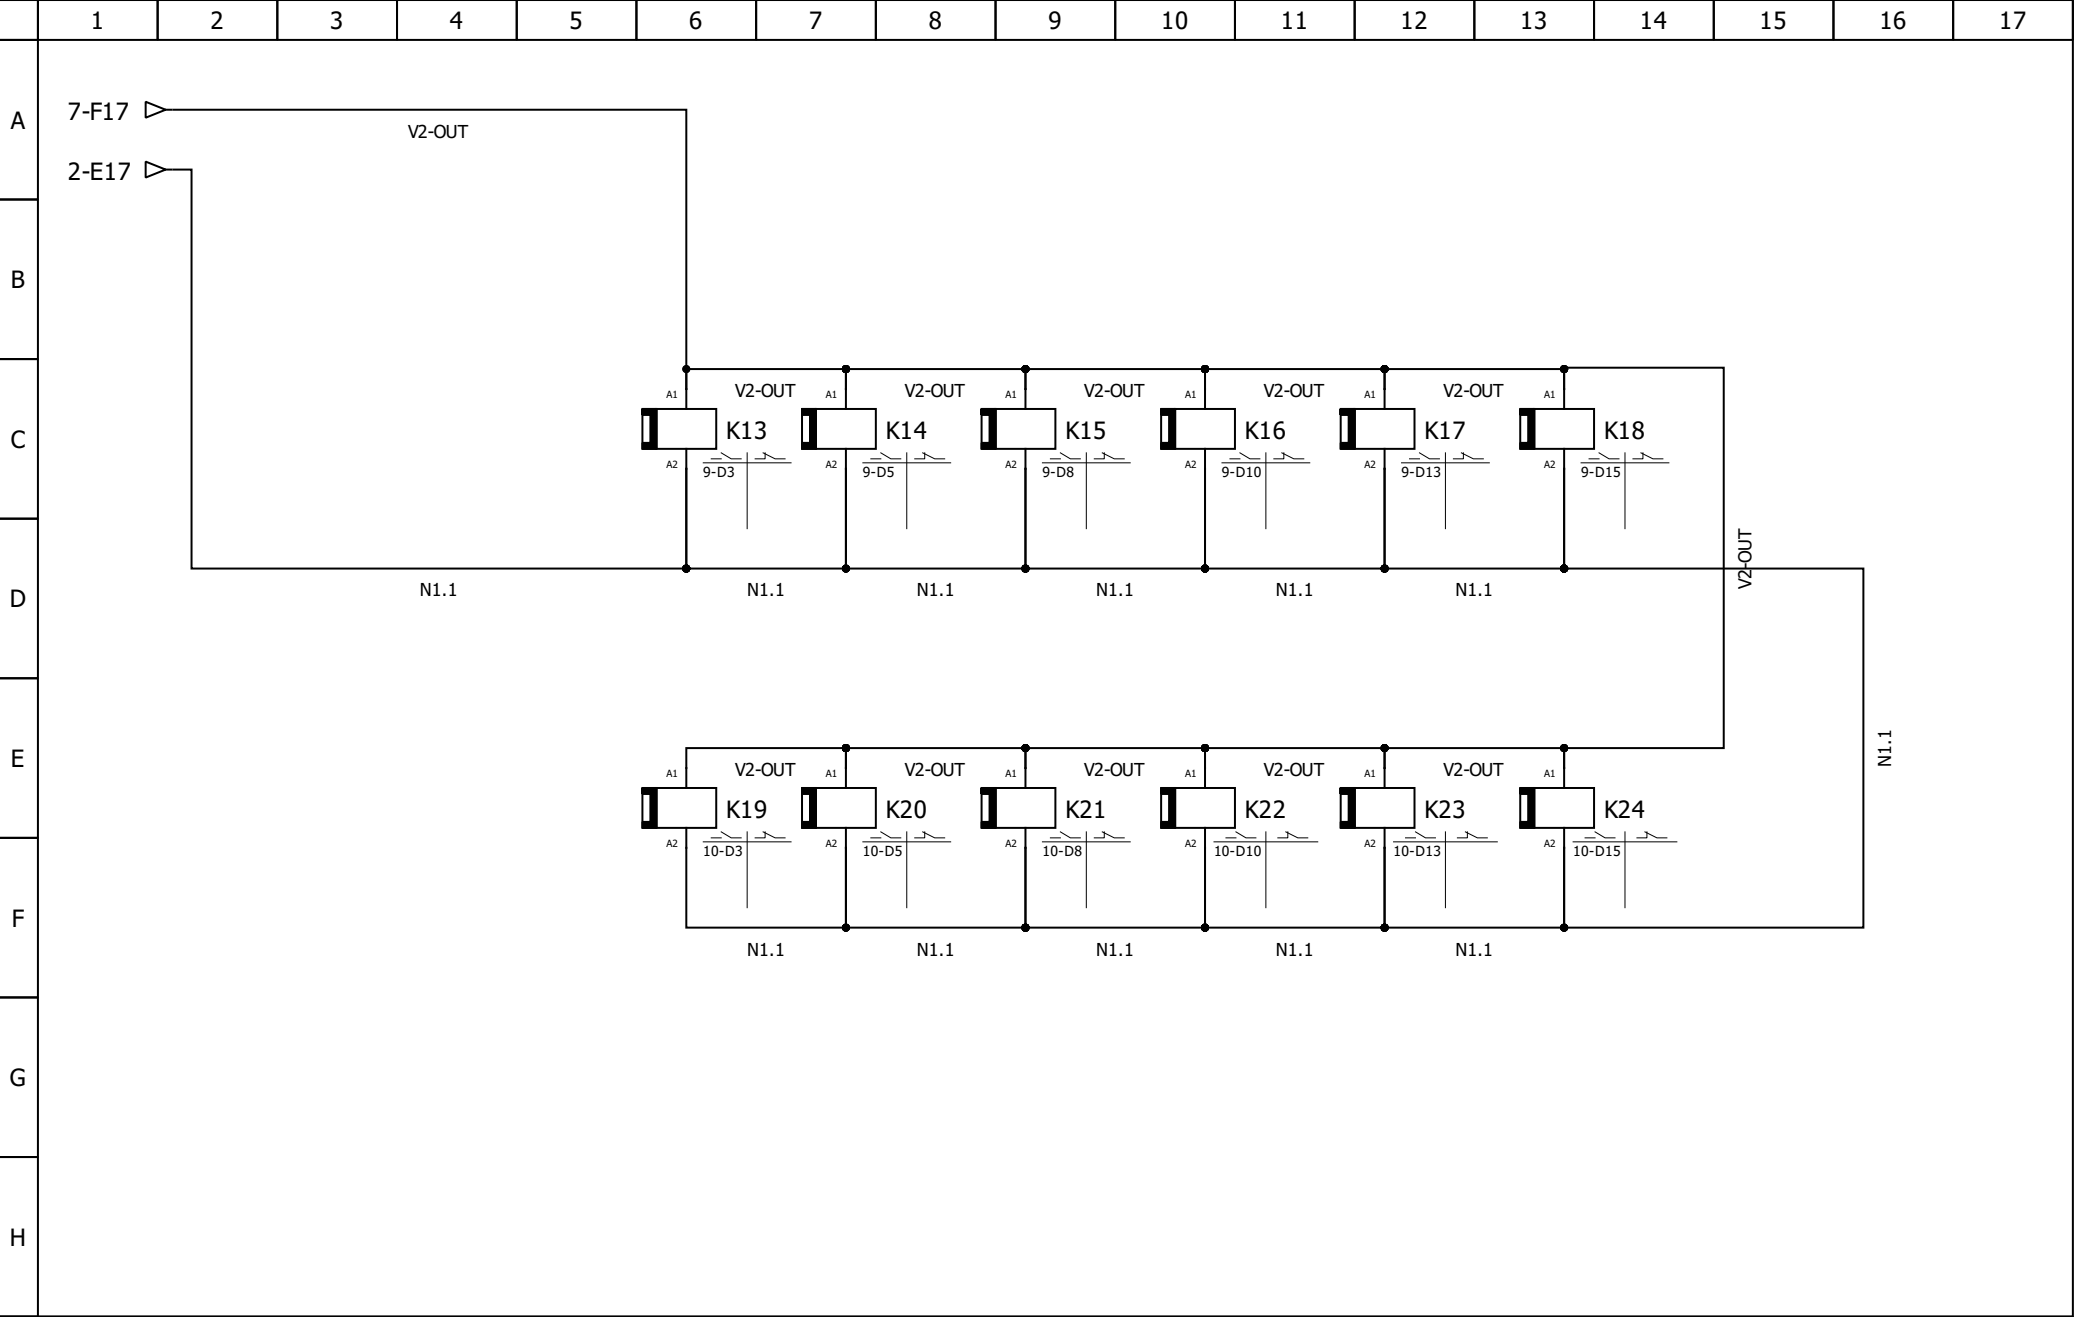 1 2 3 4 5 6 7 8 9 10 11 12 13 14 15 16 17
A
7-F17
V2-OUT
2-E17
B
V2-OUT V2-OUT V2-OUT V2-OUT V2-OUT
A1 A1 A1 A1 A1 A1
C
K13 K14 K15 K16 K17 K18
A2 9-D3 A2 9-D5 A2 9-D8 A2 9-D10 A2 9-D13 A2 9-D15
V2-OUT
D
N1.1 N1.1 N1.1 N1.1 N1.1 N1.1
N1.1
E
V2-OUT V2-OUT V2-OUT V2-OUT V2-OUT
A1 A1 A1 A1 A1 A1
K19 K20 K21 K22 K23 K24
A2 10-D3 A2 10-D5 A2 10-D8 A2 10-D10 A2 10-D13 A2 10-D15
F
N1.1 N1.1 N1.1 N1.1 N1.1
G
H